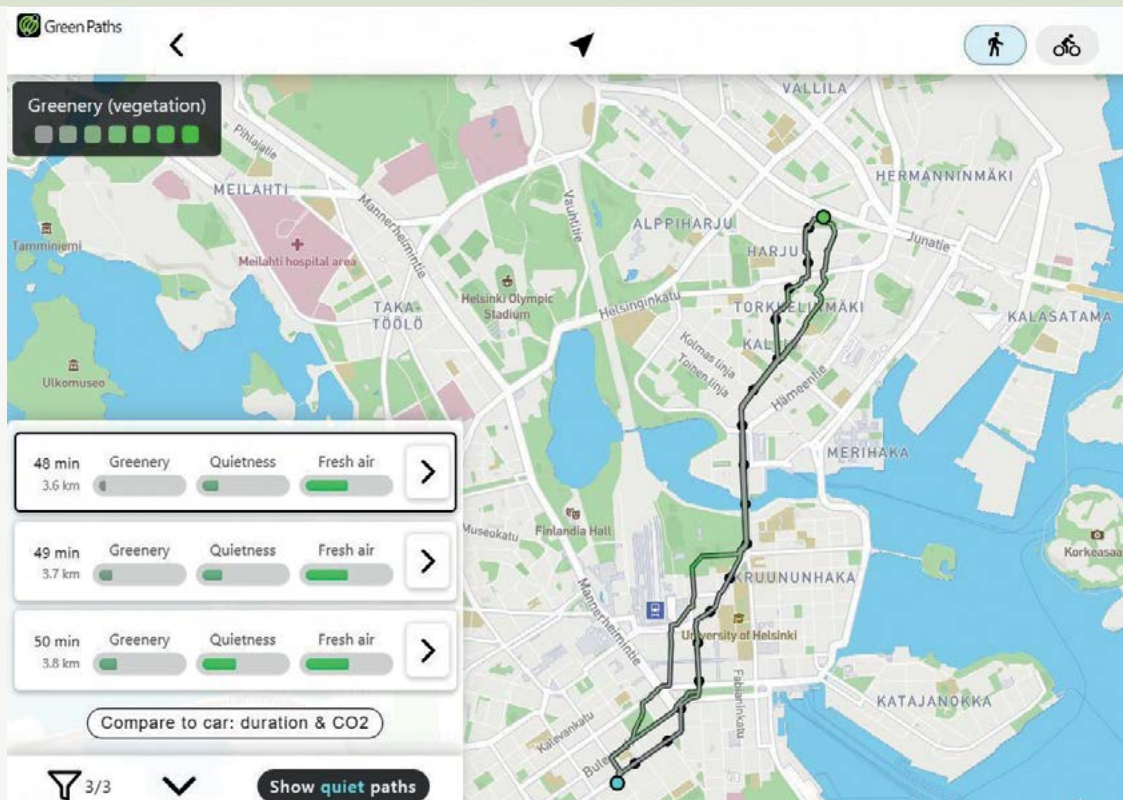 Green Paths
Greenery (vegetation)
VALLILA
Pihlajatie
MEILAHTI
Mannerheimintie
Vauhtitie
HERMANNINMÄKI
ALPPIHARJU
Tamminiemi
Meilahti hospital area
HARJU
Junatie
TAKA-
TÖÖLÖ
Helsinki Olympic
Stadium
Helsinginkatu
KALASATAMA
Kolmas linja
Toinen linja
Ulkomuseo
Hämeentie
MERIHAKA
48 min Greenery Quietness Fresh air
3.6 km
Museokatu
Finlandia Hall
Korkeasaa
49 min Greenery Quietness Fresh air
3.7 km
KRUUNUNHAKA
Mannerheimintie
University of Helsinki
50 min Greenery Quietness Fresh air
3.8 km
Fabianinkatu
KATAJANOKKA
Kalevankatu
Compare to car: duration & CO2
Bule
3/3
Show quiet paths